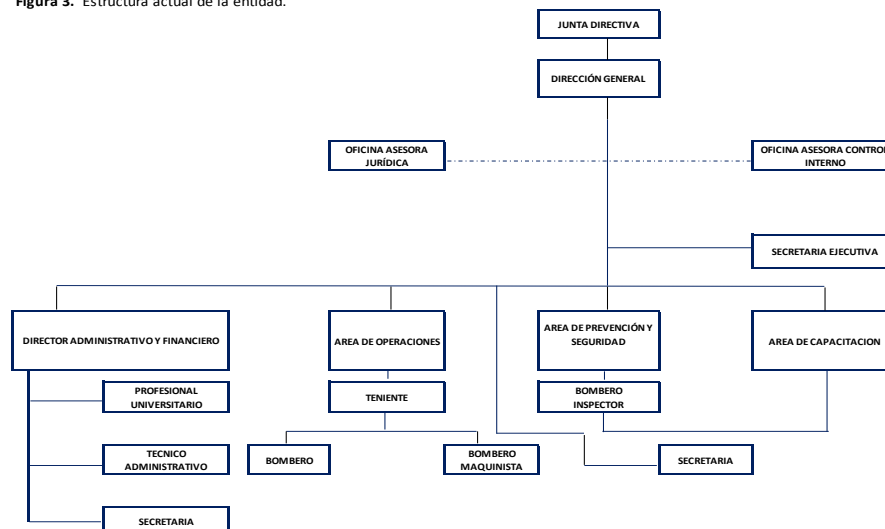 Figura 3. Estructura actual de la entidad.
JUNTA DIRECTIVA
DIRECCIÓN GENERAL
OFICINA ASESORA
JURÍDICA
OFICINA ASESORA CONTROL
INTERNO
SECRETARIA EJECUTIVA
DIRECTOR ADMINISTRATIVO Y FINANCIERO
AREA DE OPERACIONES
AREA DE PREVENCIÓN Y
SEGURIDAD
AREA DE CAPACITACION
PROFESIONAL
UNIVERSITARIO
TENIENTE
BOMBERO
INSPECTOR
TECNICO
ADMINISTRATIVO
BOMBERO
BOMBERO
MAQUINISTA
SECRETARIA
SECRETARIA